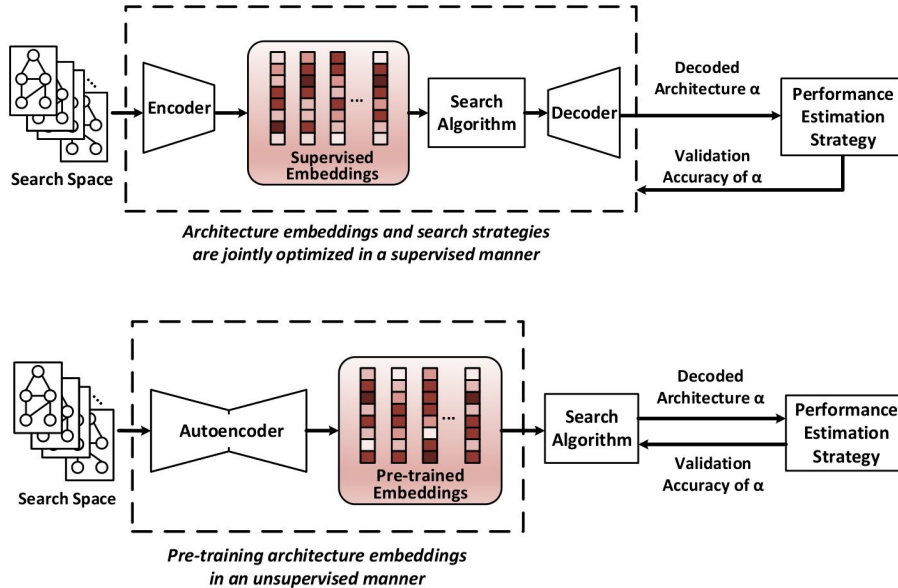 Search Space
Encoder
...
Supervised
Embeddings
Search
Algorithm
Decoder
Decoded
Architecture α
Validation
Accuracy of α
Performance
Estimation
Strategy
Architecture embeddings and search strategies
are jointly optimized in a supervised manner
Search Space
Autoencoder
...
Pre-trained
Embeddings
Search
Algorithm
Decoded
Architecture α
Validation
Accuracy of α
Performance
Estimation
Strategy
Pre-training architecture embeddings
in an unsupervised manner